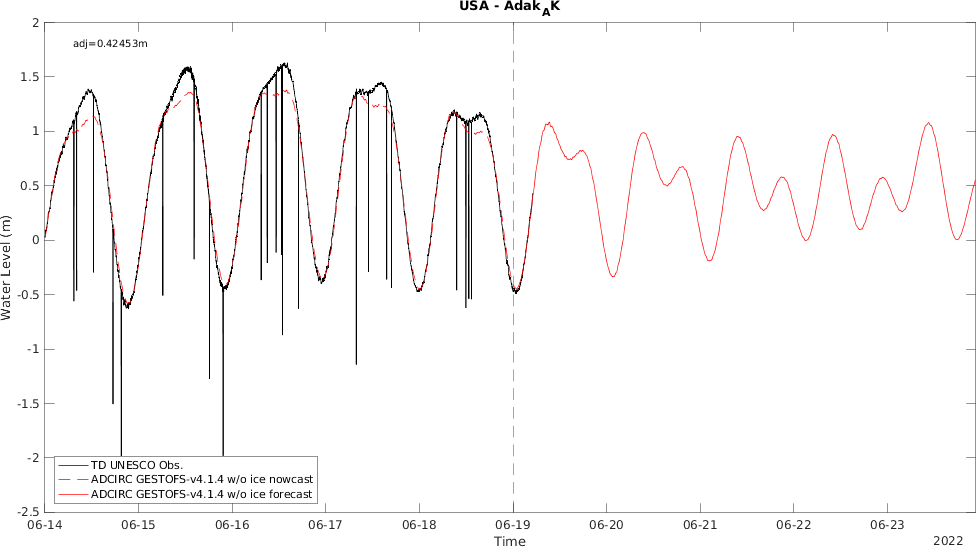 USA - Adak_AK
adj=0.42453m
2
1.5
1
0.5
0
-0.5
-1
-1.5
-2
-2.5
Water Level (m)
TD UNESCO Obs.
ADCIRC GESTOFS-v4.1.4 w/o ice nowcast
ADCIRC GESTOFS-v4.1.4 w/o ice forecast
06-14 06-15 06-16 06-17 06-18 06-19 06-20 06-21 06-22 06-23
Time
2022